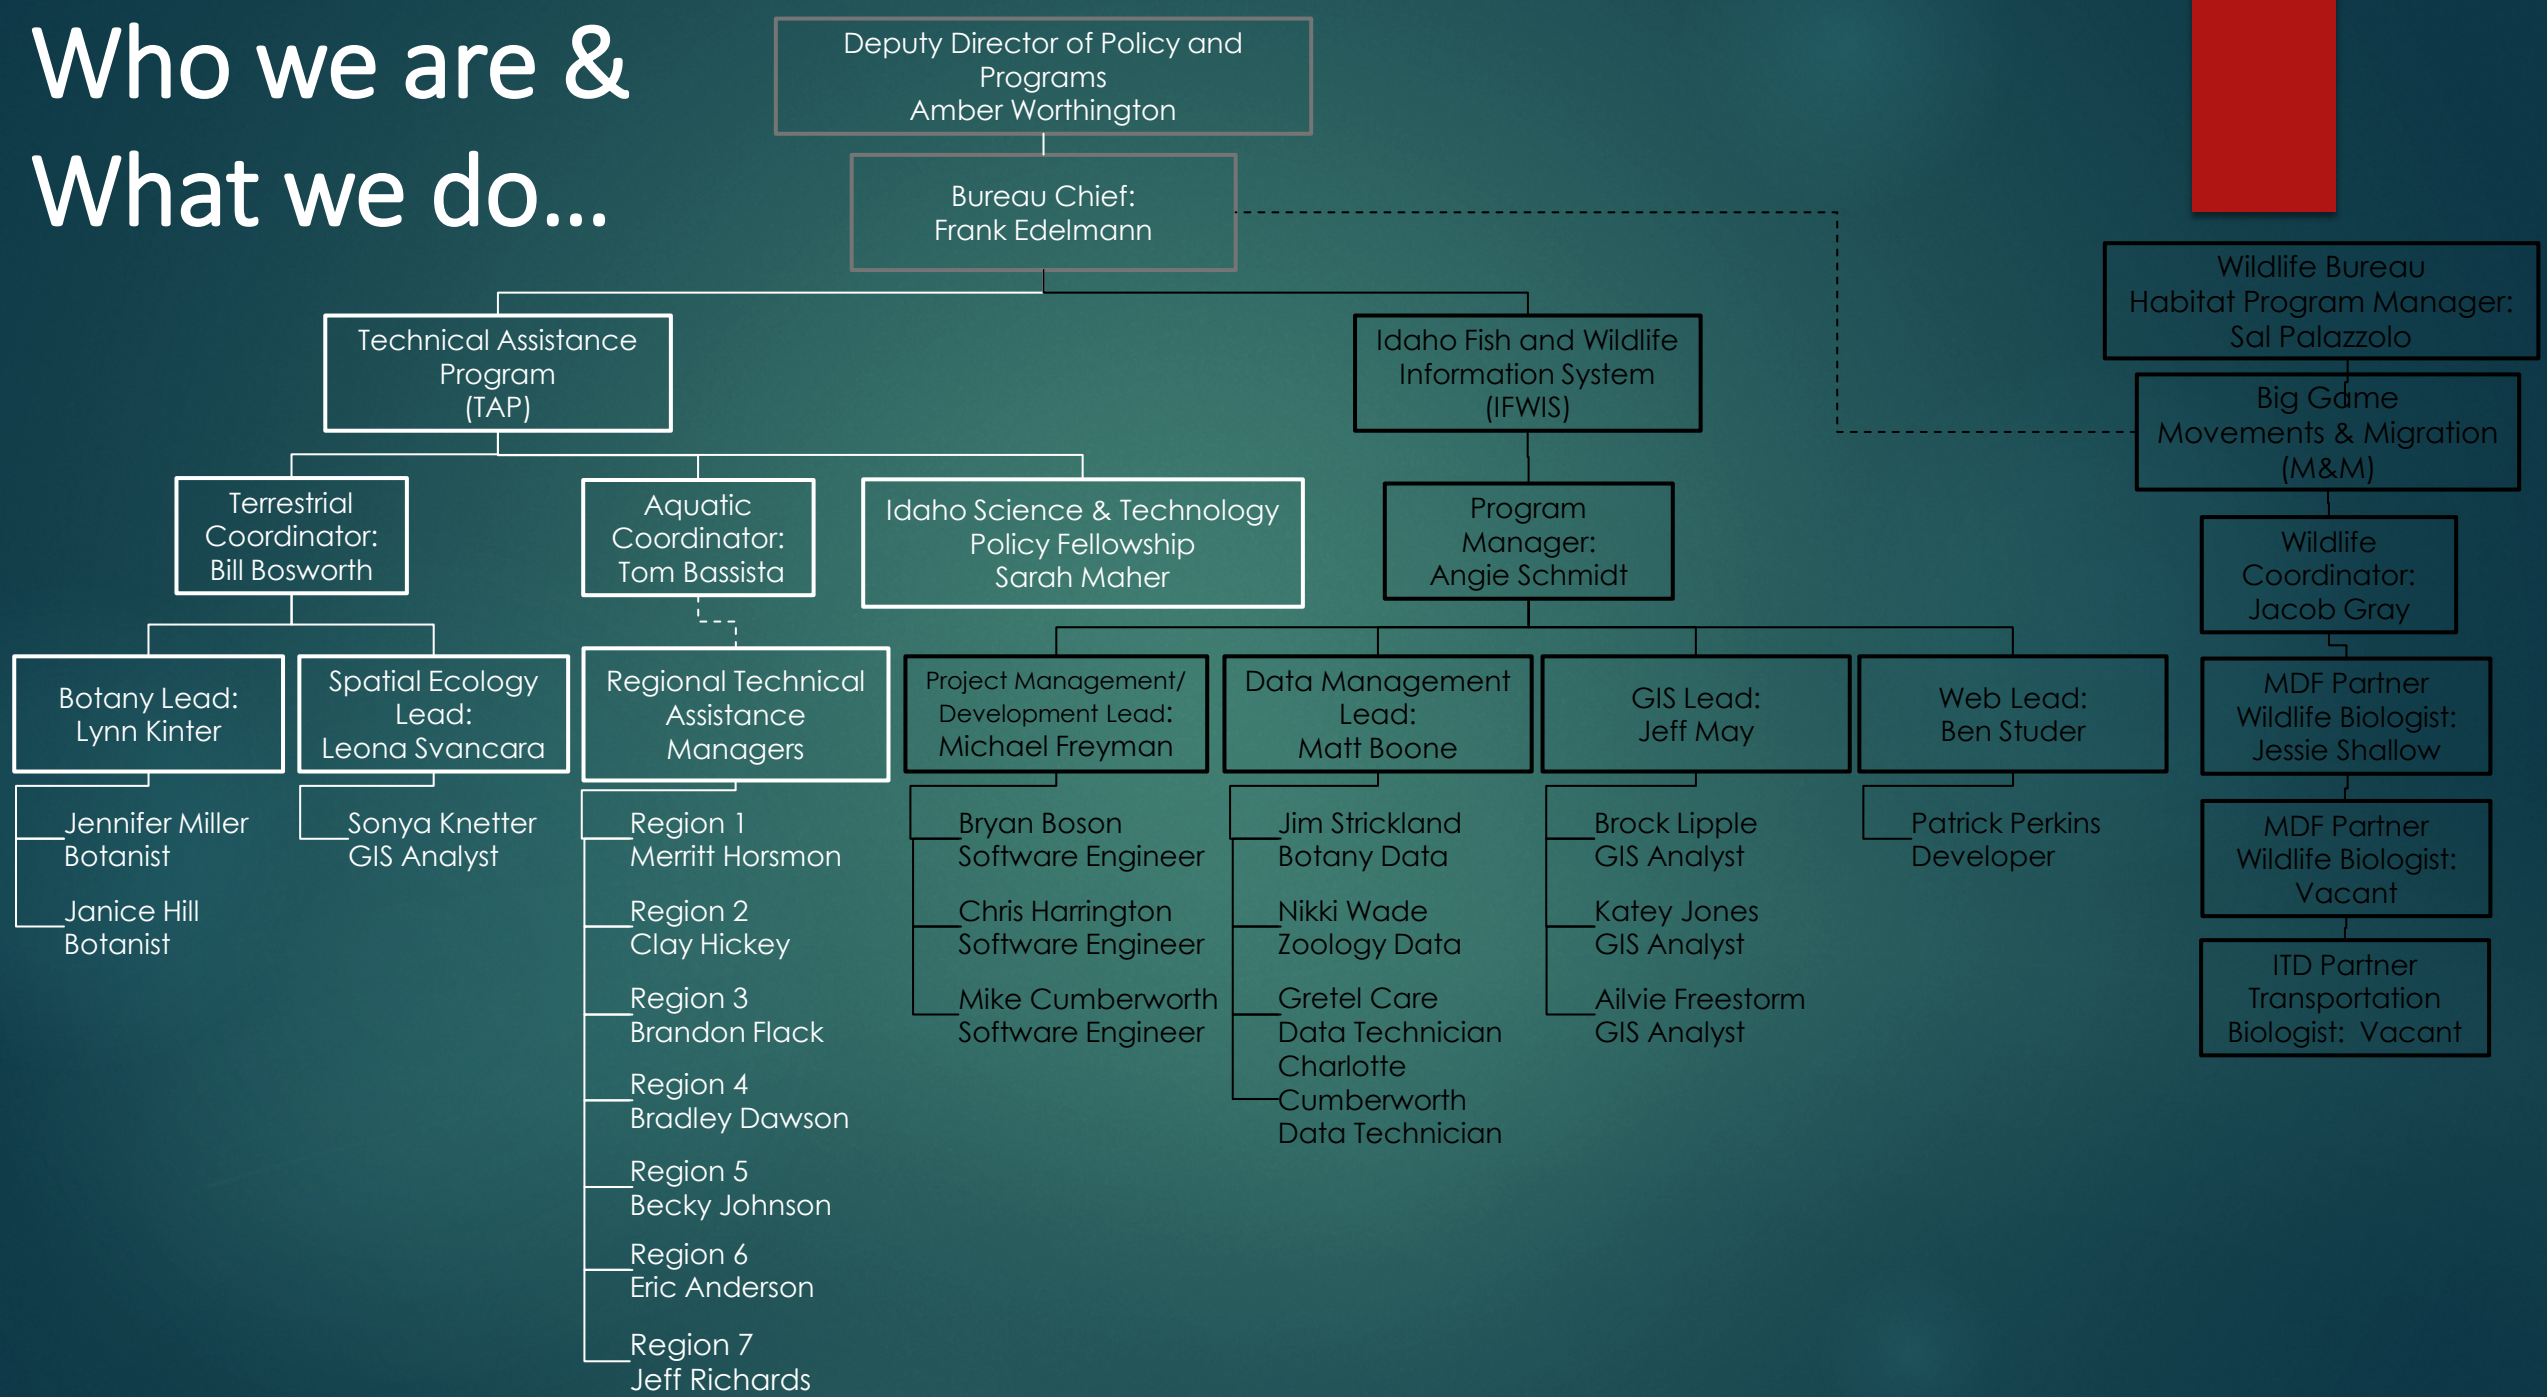 Who we are &
What we do...
Deputy Director of Policy and
Programs
Amber Worthington
Bureau Chief:
Frank Edelmann
Technical Assistance
Program
(TAP)
Idaho Fish and Wildlife
Information System
(IFWIS)
Wildlife Bureau
Habitat Program Manager:
Sal Palazzolo
Big Game
Movements & Migration
(M&M)
Terrestrial
Coordinator:
Bill Bosworth
Aquatic
Coordinator:
Tom Bassista
Idaho Science & Technology
Policy Fellowship
Sarah Maher
Program
Manager:
Angie Schmidt
Wildlife
Coordinator:
Jacob Gray
Botany Lead:
Lynn Kinter
Spatial Ecology
Lead:
Leona Svancara
Regional Technical
Assistance
Managers
Project Management/
Development Lead:
Michael Freyman
Data Management
Lead:
Matt Boone
GIS Lead:
Jeff May
Web Lead:
Ben Studer
MDF Partner
Wildlife Biologist:
Jessie Shallow
Jennifer Miller
Botanist
Janice Hill
Botanist
Sonya Knetter
GIS Analyst
Region 1
Merritt Horsmon
Region 2
Clay Hickey
Region 3
Brandon Flack
Region 4
Bradley Dawson
Region 5
Becky Johnson
Region 6
Eric Anderson
Region 7
Jeff Richards
Bryan Boson
Software Engineer
Chris Harrington
Software Engineer
Mike Cumberworth
Software Engineer
Jim Strickland
Botany Data
Nikki Wade
Zoology Data
Gretel Care
Data Technician
Charlotte
Cumberworth
Data Technician
Brock Lipple
GIS Analyst
Katey Jones
GIS Analyst
Ailvie Freestorm
GIS Analyst
Patrick Perkins
Developer
MDF Partner
Wildlife Biologist:
Vacant
ITD Partner
Transportation
Biologist: Vacant